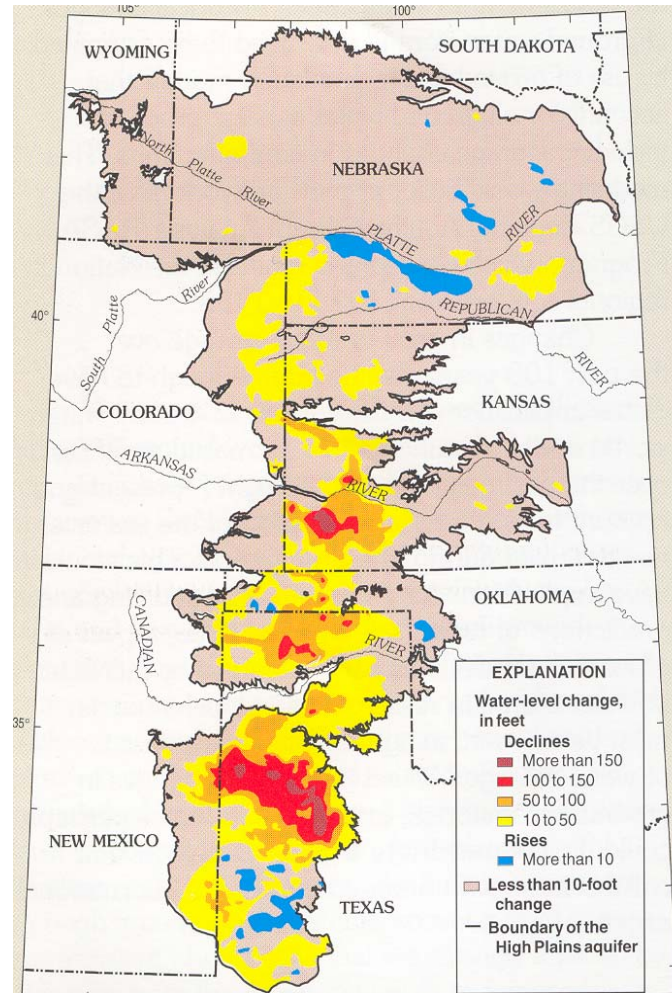 105°
100°
WYOMING
SOUTH DAKOTA
North
Platte
River
NEBRASKA
PLATTE
RIVER
South Platte River
REPUBLICAN
RIVER
40°
COLORADO
KANSAS
ARKANSAS
RIVER
CANADIAN
OKLAHOMA
RIVER
35°
NEW MEXICO
TEXAS
EXPLANATION
Water-level change,
in feet
Declines
More than 150
100 to 150
50 to 100
10 to 50
Rises
More than 10
Less than 10-foot
change
Boundary of the
High Plains aquifer